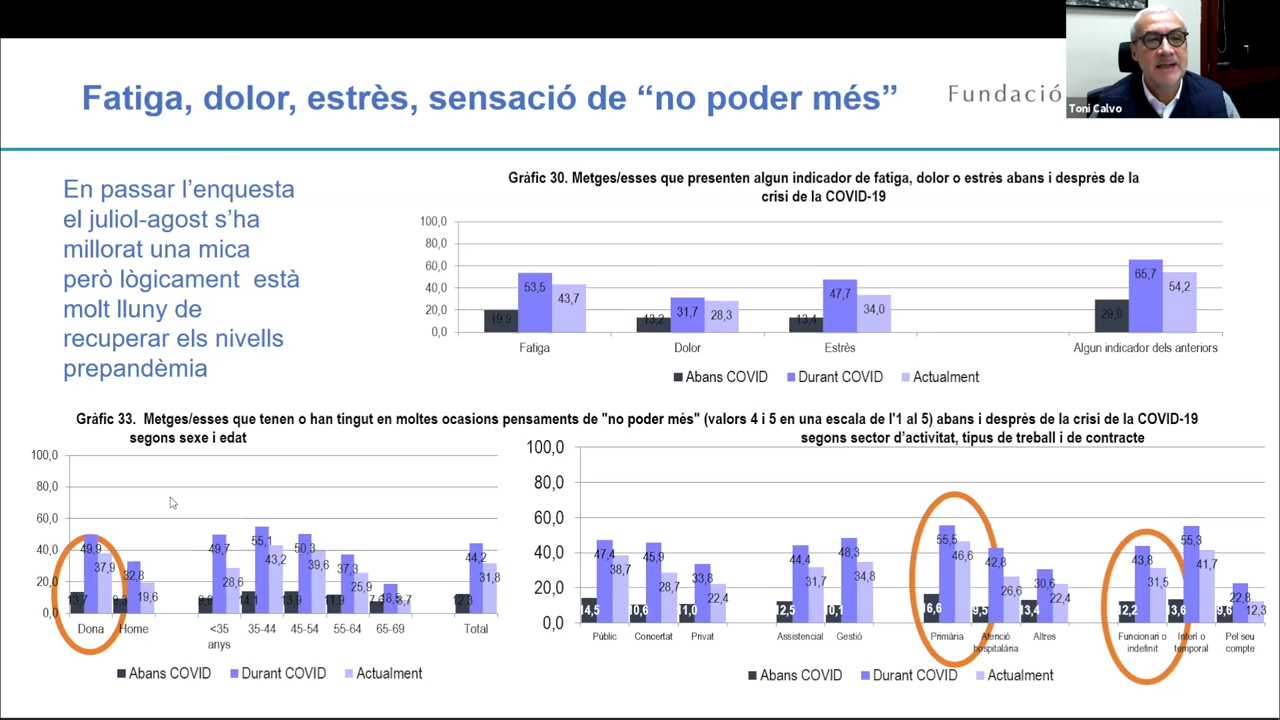 Fatiga, dolor, estrès, sensació de “no poder més”
Fundació
Toni Calvo
En passar l’enquesta
el juliol-agost s’ha
millorat una mica
però lògicament està
molt lluny de
recuperar els nivells
prepandèmia
Gràfic 30. Metges/esses que presenten algun indicador de fatiga, dolor o estrès abans i desprès de la
crisi de la COVID-19
100,0
80,0
60,0
40,0
20,0
0,0
19,9 53,5 43,7
13,2 31,7 28,3
13,4 47,7 34,0
29,9 65,7 54,2
Fatiga Dolor Estrès Algun indicador dels anteriors
Abans COVID Durant COVID Actualment
Gràfic 33. Metges/esses que tenen o han tingut en moltes ocasions pensaments de "no poder més" (valors 4 i 5 en una escala de l'1 al 5) abans i desprès de la crisi de la COVID-19
segons sexe i edat
segons sector d’activitat, tipus de treball i de contracte
100,0
80,0
60,0
40,0
20,0
0,0
13,7 49,9 37,9
32,8 19,6
49,7 28,6
14,1 55,1 43,2
13,9 50,3 39,6
11,9 37,3 25,9
18,5
12,3 44,2 31,8
Dona Home <35 35-44 45-54 55-64 65-69 Total
anys
Abans COVID Durant COVID Actualment
100,0
80,0
60,0
40,0
20,0
0,0
14,5 47,4 38,7
10,6 45,9 28,7
11,0 33,8 22,4
12,5 44,4 31,7
10,1 48,3 34,8
16,6 55,5 46,6
9,5 42,8 26,6
13,4 30,6 22,4
12,2 43,8 31,5
13,6 55,3 41,7
9,6 22,8 12,3
Públic Concertat Privat Assistencial Gestió Primària Atenció Altres Funcionari o Interí o Pel seu
hospitalària indefinit temporal compte
Abans COVID Durant COVID Actualment